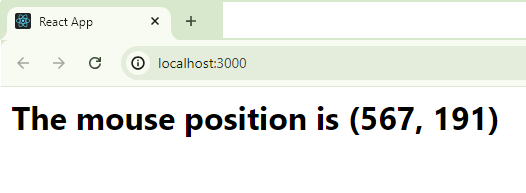 React App
localhost:3000
The mouse position is (567, 191)